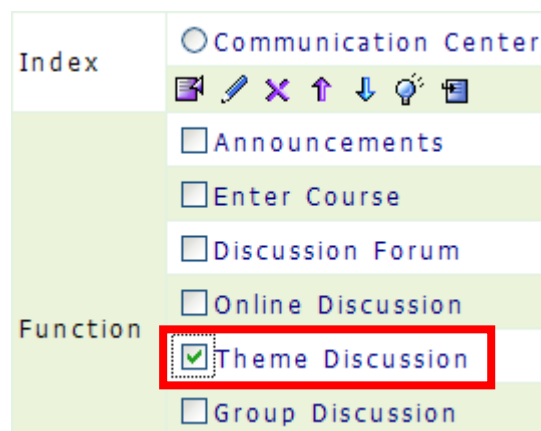 Index
Communication Center
Announcements
Enter Course
Discussion Forum
Online Discussion
Function
Theme Discussion
Group Discussion